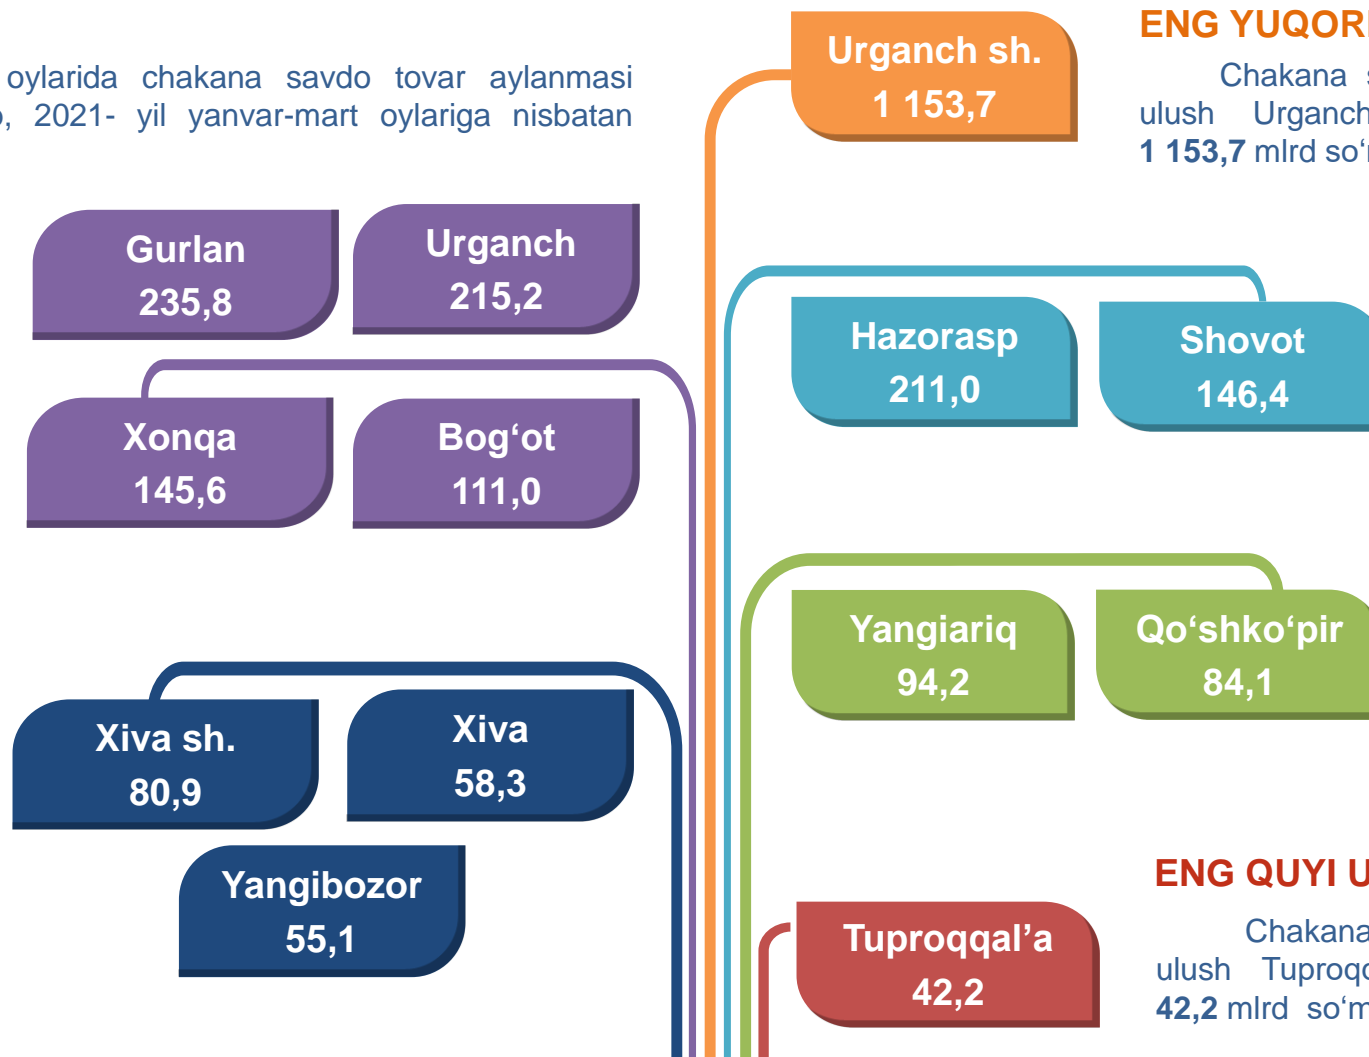 oylarida chakana savdo tovar aylanmasi
2021- yil yanvar-mart oylariga nisbatan
Urganch sh.
1 153,7
ENG YUQORI
Chakana
ulush Urganch
1 153,7 mlrd
Gurlan
235,8
Urganch
215,2
Xonqa
145,6
Bog‘ot
111,0
Hazorasp
211,0
Shovot
146,4
Yangiariq
94,2
Qo‘shko‘pir
84,1
Xiva sh.
80,9
Xiva
58,3
Yangibozor
55,1
Tuproqqal’a
42,2
ENG QUYI
Chakana
ulush
42,2 mlrd so‘m